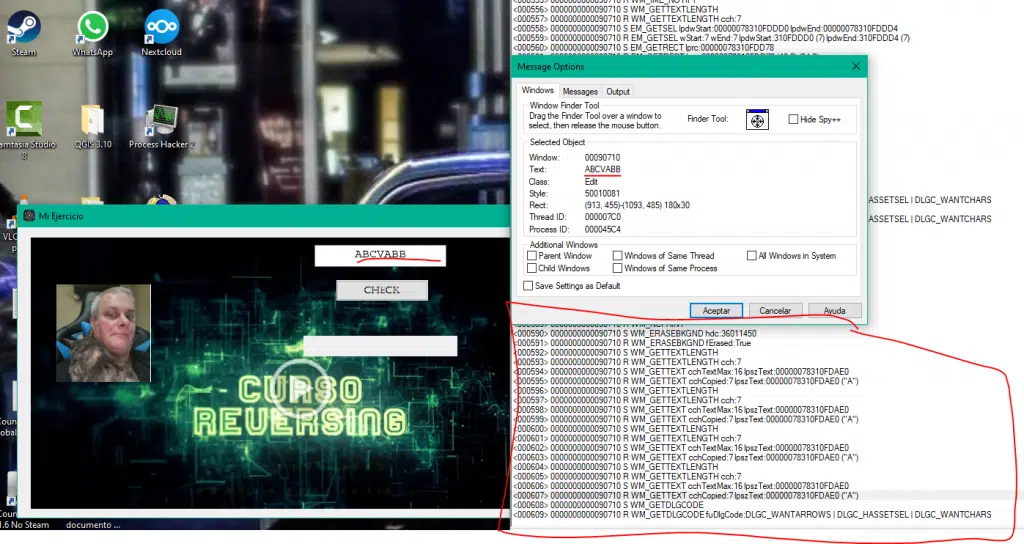 Steam
WhatsApp
Nextcloud
amtasia Studio
8
QGIS 3.10
Process Hacker 2
VLC
p
Mi Ejercicio
ABCVABB
CHECK
CURSO
REVERSING
Coun
lobal
Coun
1.6 No Steam
documento ...
<000556> 0000000000090710 S WM_GETTEXTLENGTH
<000557> 0000000000090710 R WM_GETTEXTLENGTH cch:7
<000558> 0000000000090710 S EM_GETSEL lpdwStart:00000078310FDDD0 lpdwEnd:00000078310FDDD4
<000559> 0000000000090710 R EM_GETSEL wStart:7 wEnd:7 lpdwStart:310FDDD0 (7) lpdwEnd:310FDDD4 (7)
<000560> 0000000000090710 S EM_GETRECT lprc:00000078310FDD78
Message Options
Windows
Messages
Output
Window Finder Tool
Drag the Finder Tool over a window to
select, then release the mouse button.
Finder Tool:
Hide Spy++
Selected Object
Window: 00090710
Text: ABCVABB
Class: Edit
Style: 50010081
Rect: (913, 455)-(1093, 485) 180x30
Thread ID: 000007C0
Process ID: 000045C4
Additional Windows
Parent Window
Windows of Same Thread
All Windows in System
Child Windows
Windows of Same Process
Save Settings as Default
Aceptar
Cancelar
Ayuda
ASSETSEL | DLGC_WANTCHARS
ASSETSEL | DLGC_WANTCHARS
<000590> 0000000000090710 S WM_ERASEBKGND hdc:36011450
<000591> 0000000000090710 R WM_ERASEBKGND fErased:True
<000592> 0000000000090710 S WM_GETTEXTLENGTH
<000593> 0000000000090710 R WM_GETTEXTLENGTH cch:7
<000594> 0000000000090710 S WM_GETTEXT cchTextMax:16 lpszText:00000078310FDAE0
<000595> 0000000000090710 R WM_GETTEXT cchCopied:7 lpszText:00000078310FDAE0 ("A")
<000596> 0000000000090710 S WM_GETTEXTLENGTH
<000597> 0000000000090710 R WM_GETTEXTLENGTH cch:7
<000598> 0000000000090710 S WM_GETTEXT cchTextMax:16 lpszText:00000078310FDAE0
<000599> 0000000000090710 R WM_GETTEXT cchCopied:7 lpszText:00000078310FDAE0 ("A")
<000600> 0000000000090710 S WM_GETTEXTLENGTH
<000601> 0000000000090710 R WM_GETTEXTLENGTH cch:7
<000602> 0000000000090710 S WM_GETTEXT cchTextMax:16 lpszText:00000078310FDAE0
<000603> 0000000000090710 R WM_GETTEXT cchCopied:7 lpszText:00000078310FDAE0 ("A")
<000604> 0000000000090710 S WM_GETTEXTLENGTH
<000605> 0000000000090710 R WM_GETTEXTLENGTH cch:7
<000606> 0000000000090710 S WM_GETTEXT cchTextMax:16 lpszText:00000078310FDAE0
<000607> 0000000000090710 R WM_GETTEXT cchCopied:7 lpszText:00000078310FDAE0 ("A")
<000608> 0000000000090710 S WM_GETDLGCODE
<000609> 0000000000090710 R WM_GETDLGCODE fuDlgCode:DLGC_WANTARROWS | DLGC_HASSETSEL | DLGC_WANTCHARS